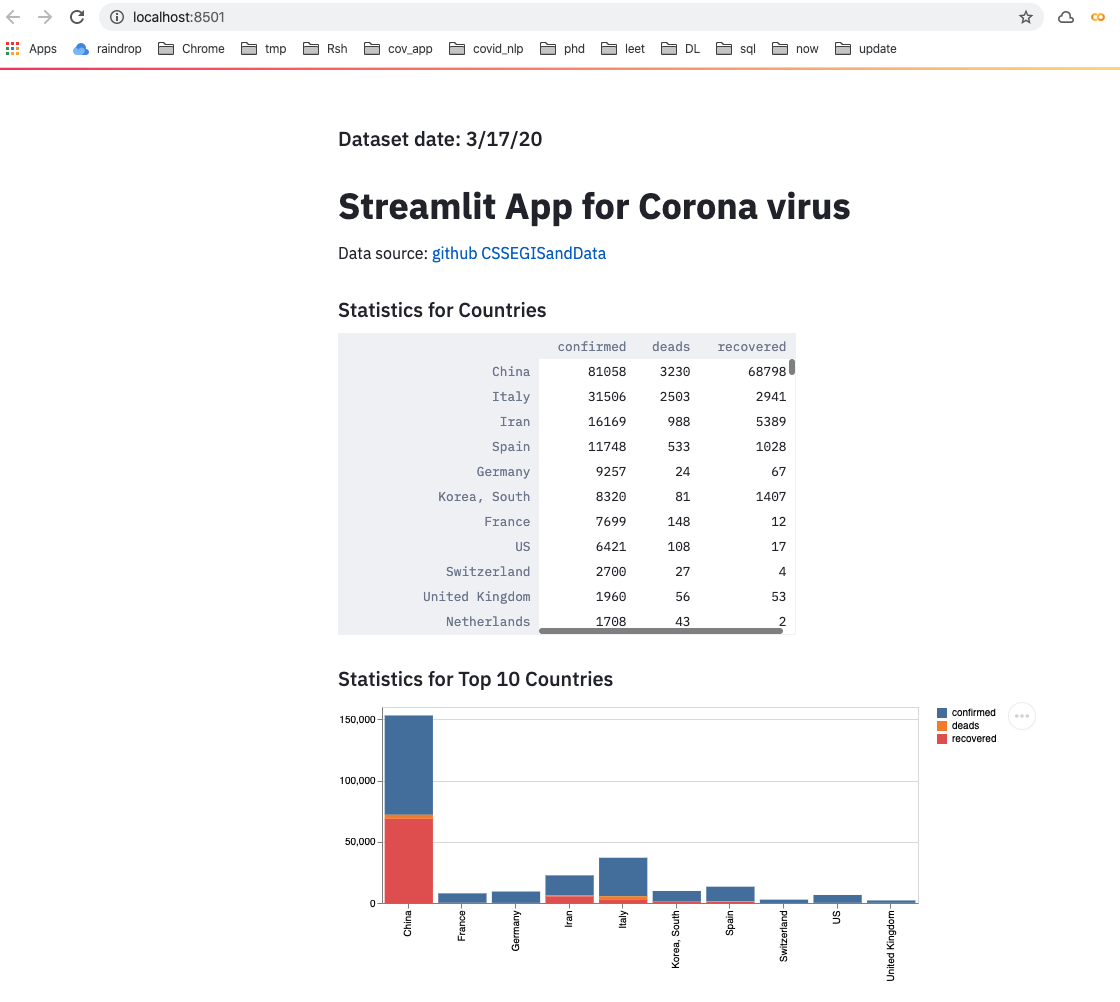 localhost:8501
Apps raindrop Chrome tmp Rsh cov_app covid_nlp phd leet DL sql now update
Dataset date: 3/17/20
Streamlit App for Corona virus
Data source: github CSSEGISandData
Statistics for Countries
confirmed deads recovered
China 81058 3230 68798
Italy 31506 2503 2941
Iran 16169 988 5389
Spain 11748 533 1028
Germany 9257 24 67
Korea, South 8320 81 1407
France 7699 148 12
US 6421 108 17
Switzerland 2700 27 4
United Kingdom 1960 56 53
Netherlands 1708 43 2
Statistics for Top 10 Countries
150,000
100,000
50,000
0
confirmed
deads
recovered
China France Germany Iran Italy Korea, South Spain Switzerland US United Kingdom